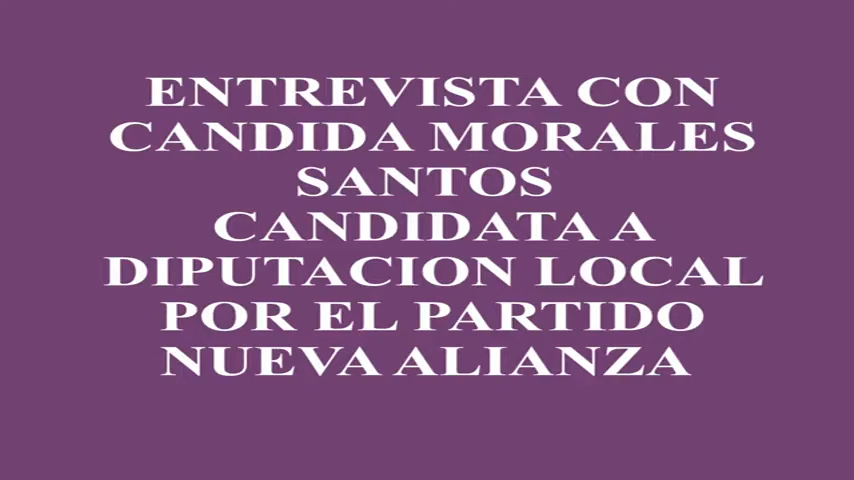 ENTREVISTA CON
CANDIDA MORALES
SANTOS
CANDIDATA A
DIPUTACION LOCAL
POR EL PARTIDO
NUEVA ALIANZA